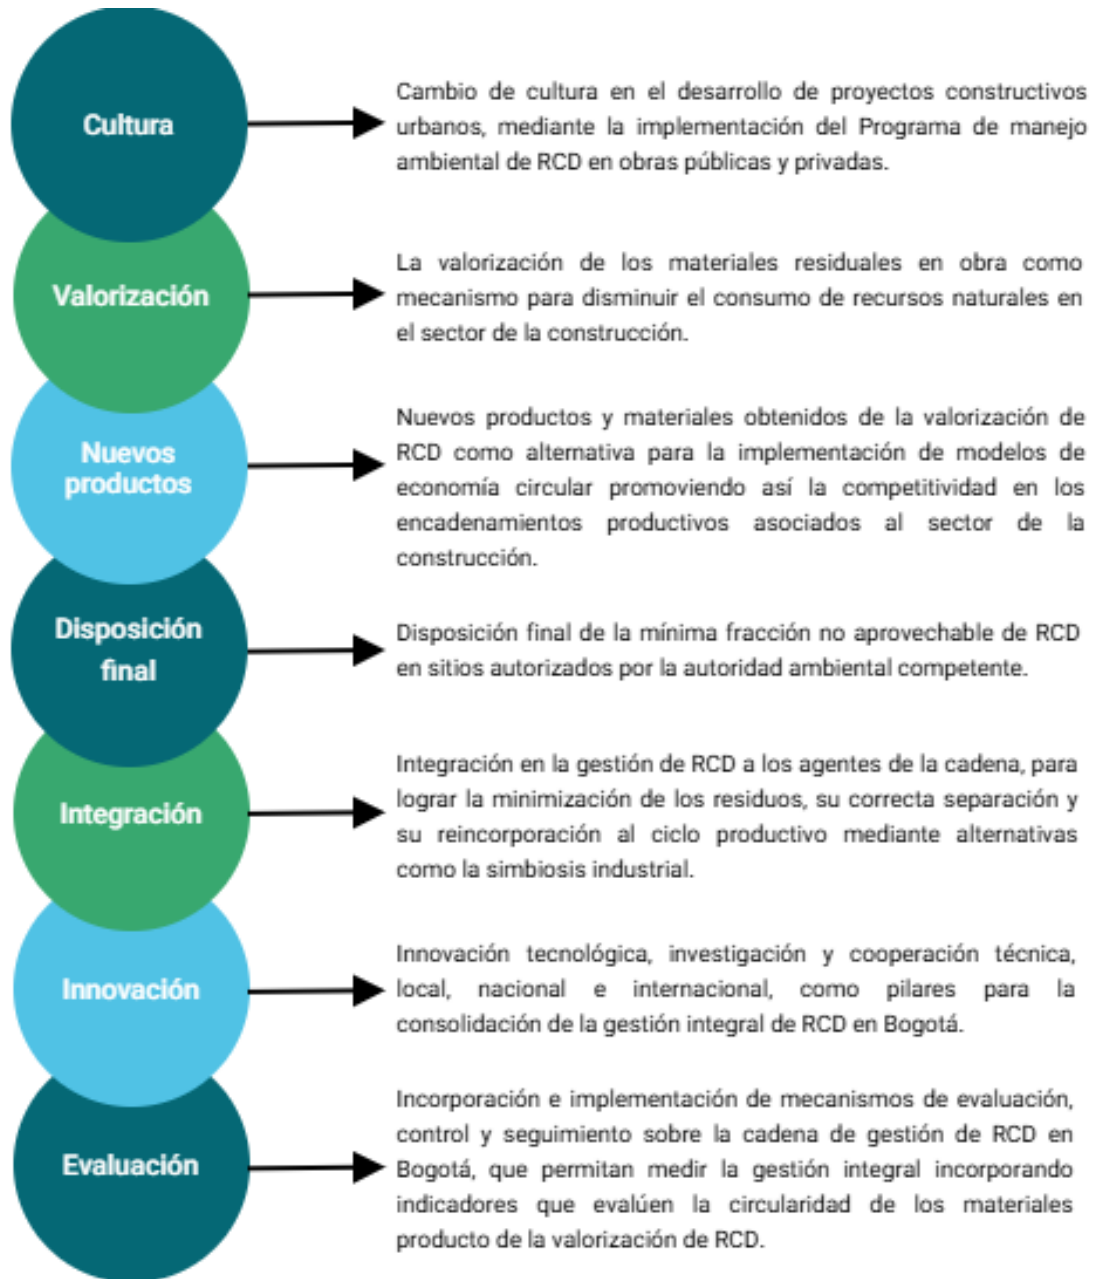 Cultura
Cambio de cultura en el desarrollo de proyectos constructivos
urbanos, mediante la implementación del Programa de manejo
ambiental de RCD en obras públicas y privadas.
Valorización
La valorización de los materiales residuales en obra como
mecanismo para disminuir el consumo de recursos naturales en
el sector de la construcción.
Nuevos
productos
Nuevos productos y materiales obtenidos de la valorización de
RCD como alternativa para la implementación de modelos de
economía circular promoviendo así la competitividad en los
encadenamientos productivos asociados al sector de la
construcción.
Disposición
final
Disposición final de la mínima fracción no aprovechable de RCD
en sitios autorizados por la autoridad ambiental competente.
Integración
Integración en la gestión de RCD a los agentes de la cadena, para
lograr la minimización de los residuos, su correcta separación y
su reincorporación al ciclo productivo mediante alternativas
como la simbiosis industrial.
Innovación
Innovación tecnológica, investigación y cooperación técnica,
local, nacional e internacional, como pilares para la
consolidación de la gestión integral de RCD en Bogotá.
Evaluación
Incorporación e implementación de mecanismos de evaluación,
control y seguimiento sobre la cadena de gestión de RCD en
Bogotá, que permitan medir la gestión integral incorporando
indicadores que evalúen la circularidad de los materiales
producto de la valorización de RCD.